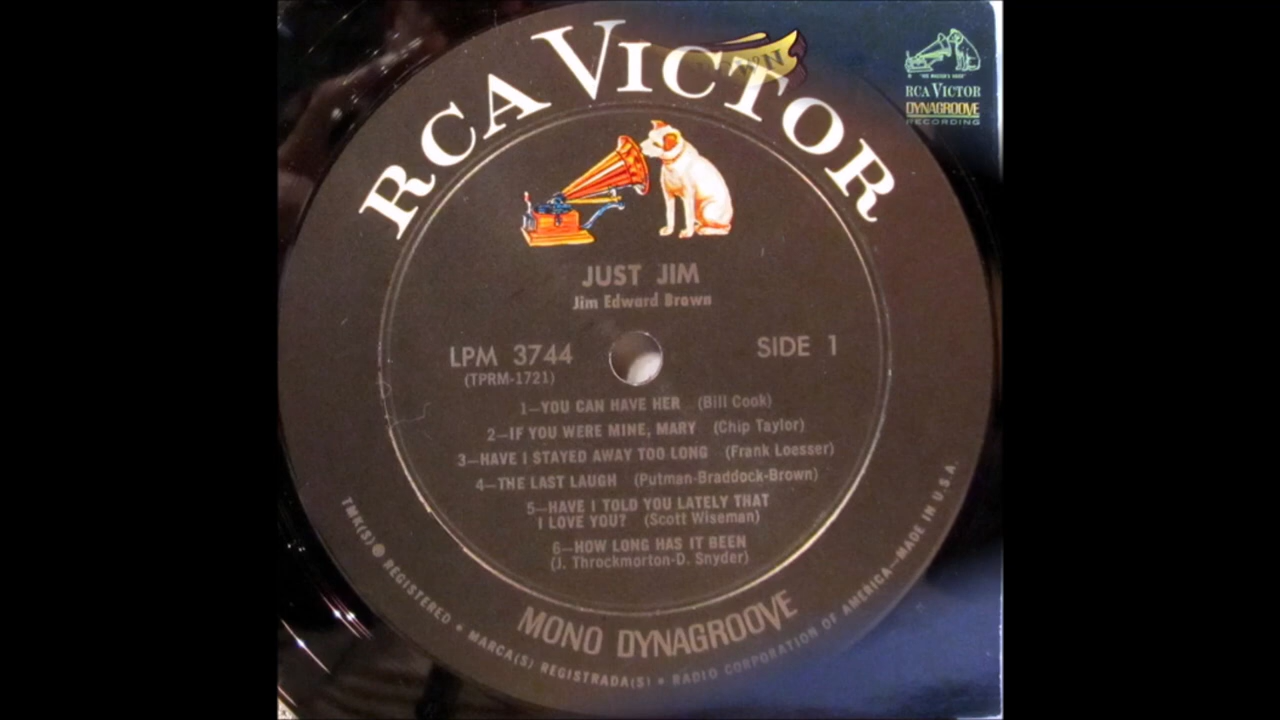 RCA VICTOR
"HIS MASTER'S VOICE"
RCA VICTOR
DYNAGROOVE
RECORDING
JUST JIM
Jim Edward Brown
LPM 3744
(TPRM-1721)
SIDE 1
1—YOU CAN HAVE HER (Bill Cook)
2—IF YOU WERE MINE, MARY (Chip Taylor)
3—HAVE I STAYED AWAY TOO LONG (Frank Loesser)
4—THE LAST LAUGH (Putman-Braddock-Brown)
5—HAVE I TOLD YOU LATELY THAT
I LOVE YOU? (Scott Wiseman)
6—HOW LONG HAS IT BEEN
(J. Throckmorton-D. Snyder)
MONO DYNAGROOVE
TMK(S) ® REGISTERED • MARCA(S) REGISTRADA(S) • RADIO CORPORATION OF AMERICA—MADE IN U.S.A.